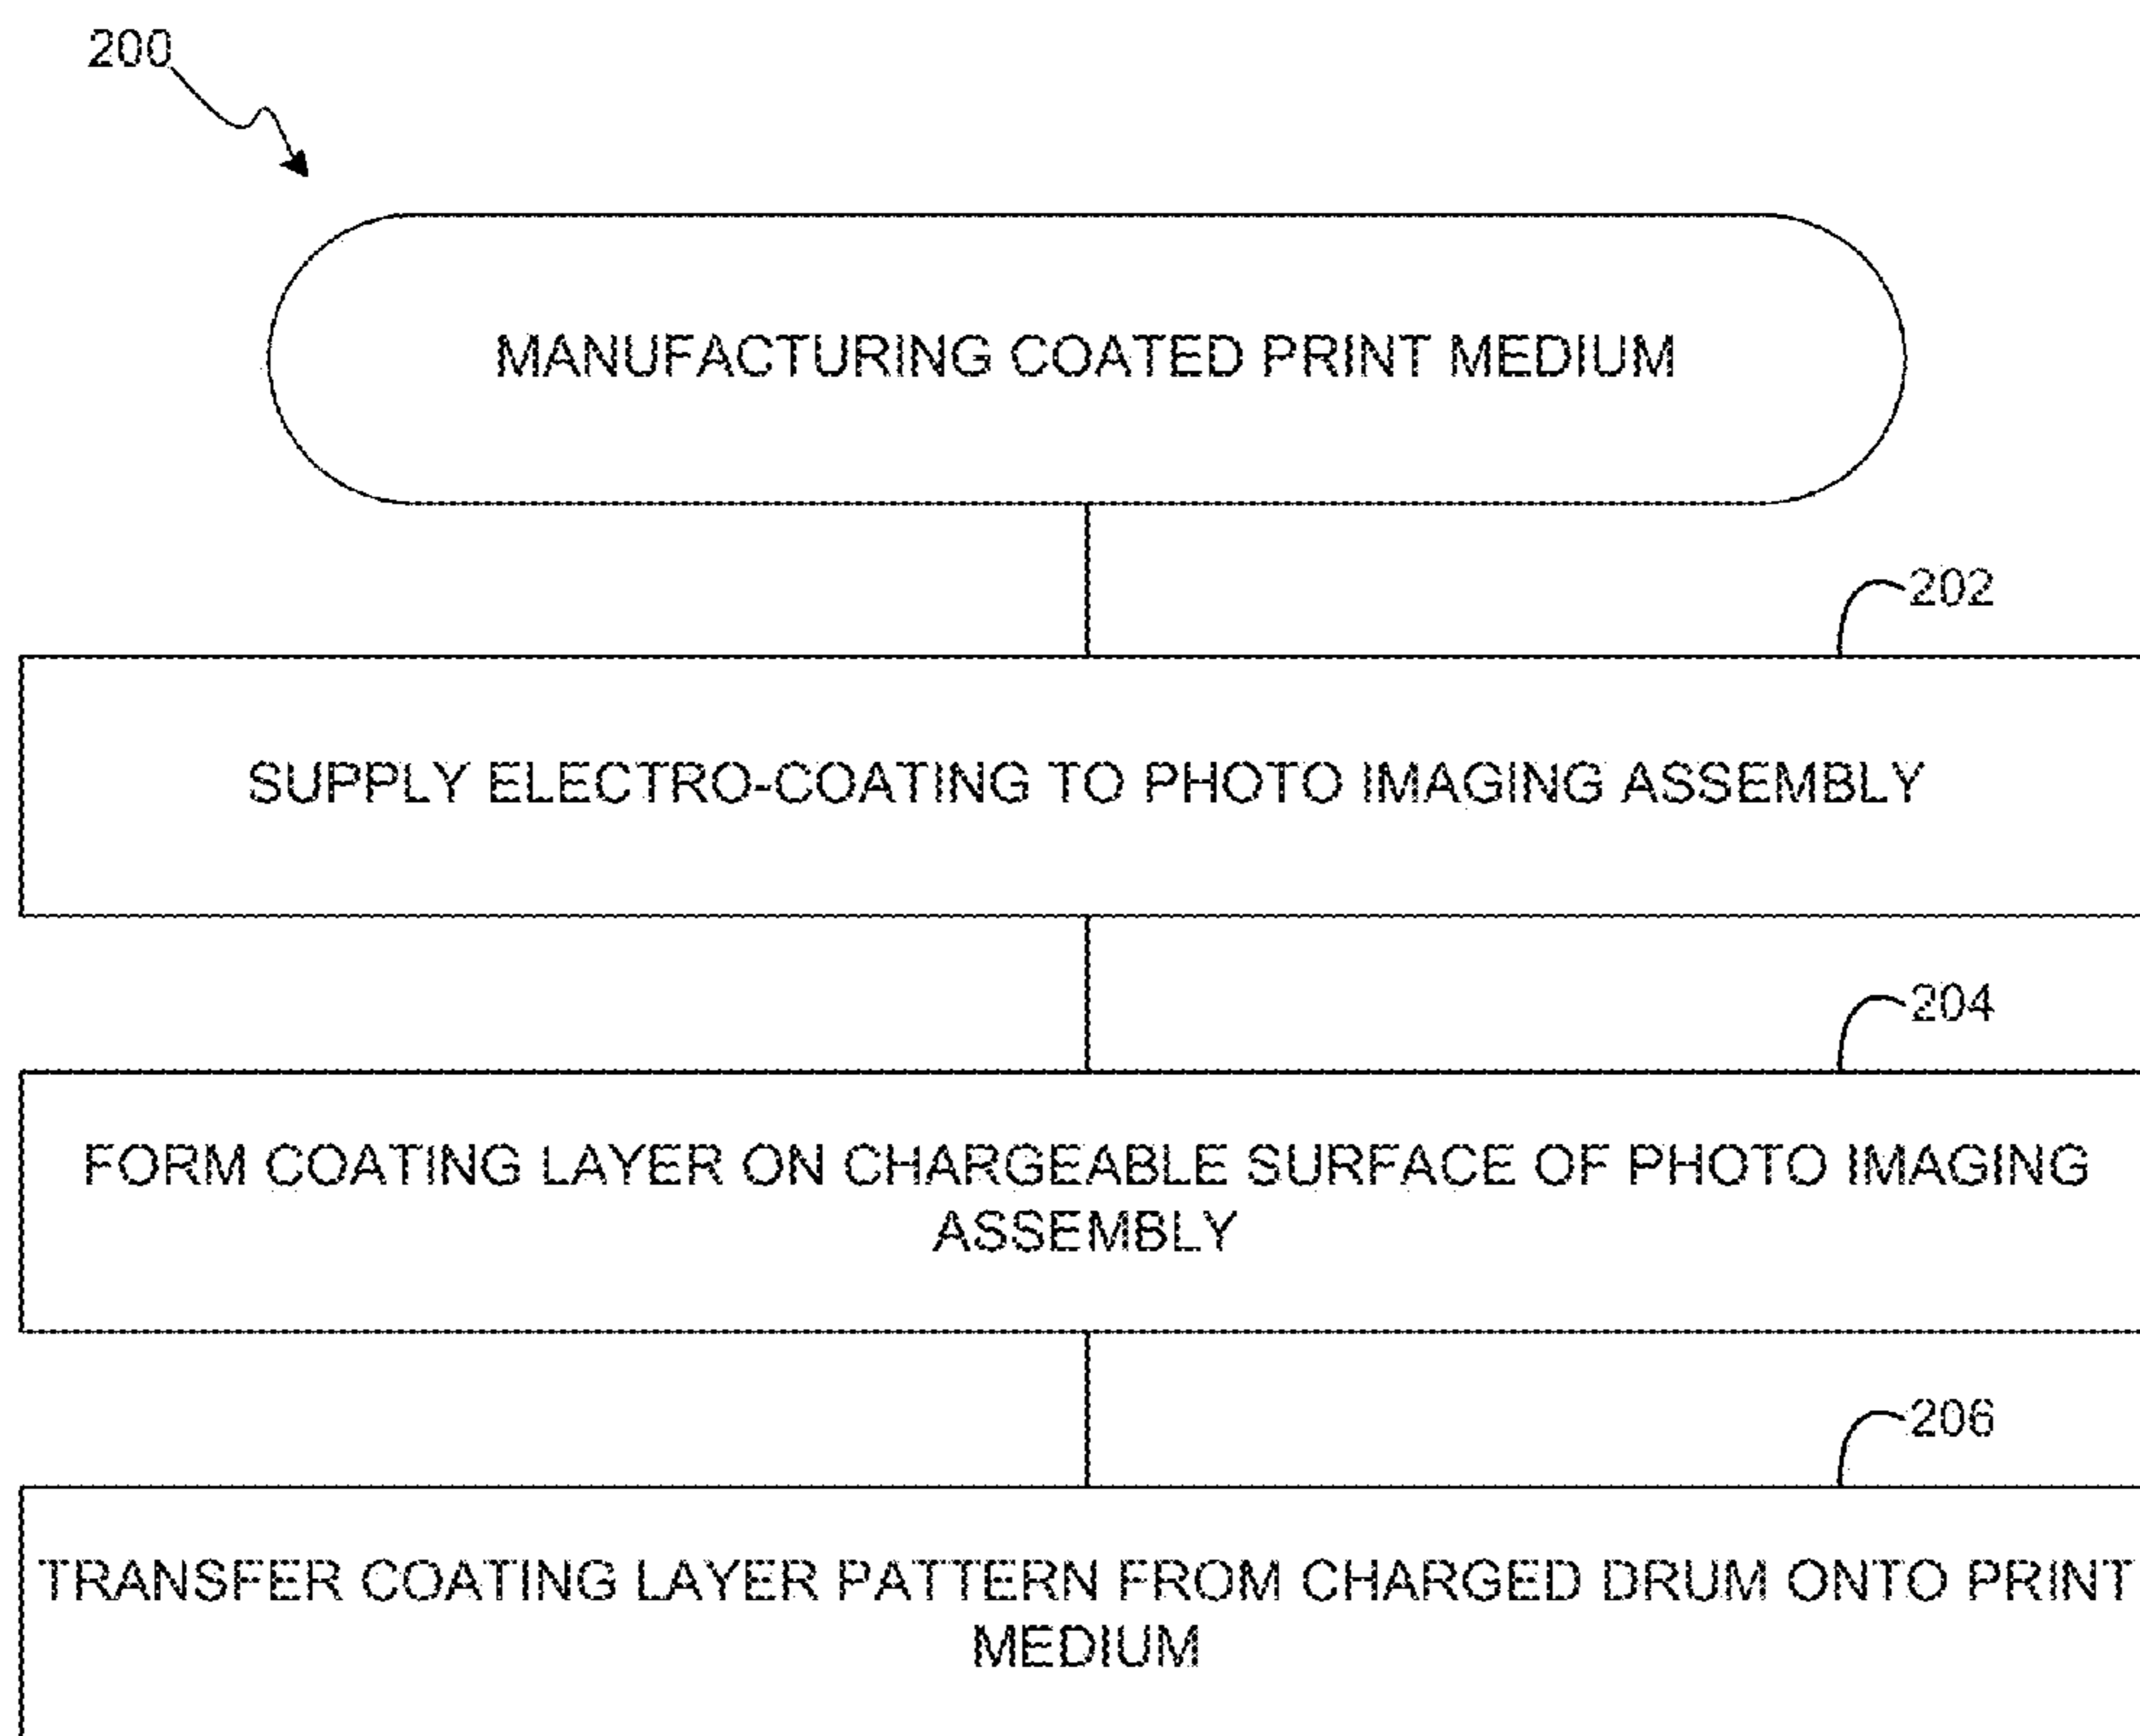 200
MANUFACTURING COATED PRINT MEDIUM
202
SUPPLY ELECTRO-COATING TO PHOTO IMAGING ASSEMBLY
204
FORM COATING LAYER ON CHARGEABLE SURFACE OF PHOTO IMAGING
ASSEMBLY
206
TRANSFER COATING LAYER PATTERN FROM CHARGED DRUM ONTO PRINT
MEDIUM